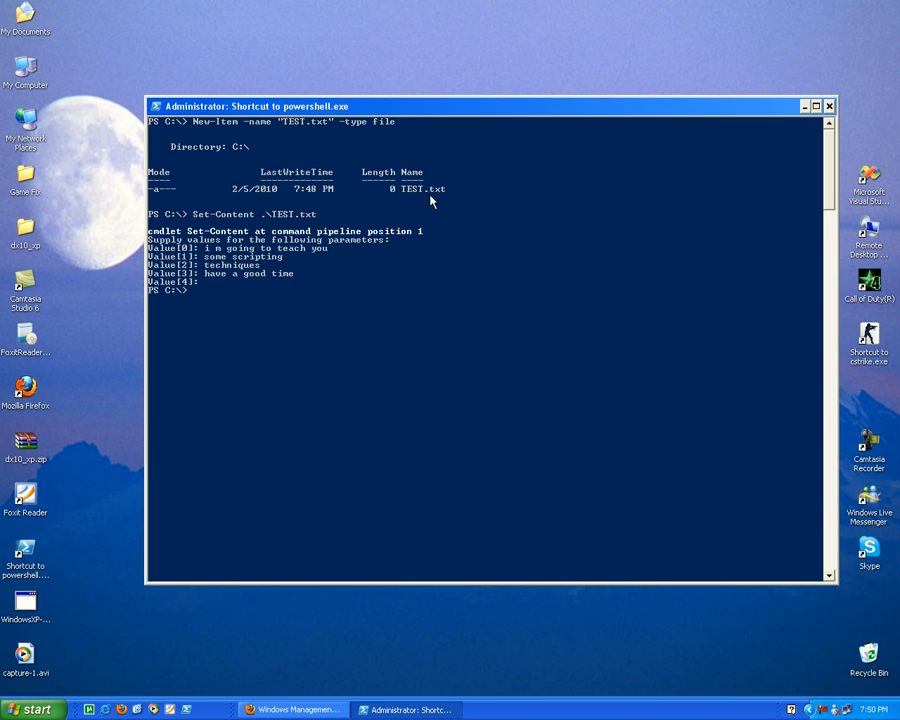 My Documents
My Computer
My Network
Places
Game Fix
dx10_xp
Camtasia
Studio 6
FoxitReader...
Mozilla Firefox
dx10_xp.zip
Foxit Reader
Shortcut to
powershell....
WindowsXP-...
capture-1.avi
Administrator: Shortcut to powershell.exe
PS C:\> New-Item -name "TEST.txt" -type file
Directory: C:\
Mode LastWriteTime Length Name
---- ------------- ------ ----
-a--- 2/5/2010 7:48 PM 0 TEST.txt
PS C:\> Set-Content .\TEST.txt
cmdlet Set-Content at command pipeline position 1
Supply values for the following parameters:
Value[0]: i m going to teach you
Value[1]: some scripting
Value[2]: techniques
Value[3]: have a good time
Value[4]:
PS C:\>
Microsoft
Visual Stu...
Remote
Desktop ...
Call of Duty(R)
Shortcut to
cstrike.exe
Camtasia
Recorder
Windows Live
Messenger
Skype
Recycle Bin
start
Windows Managemen...
Administrator: Shortc...
7:50 PM